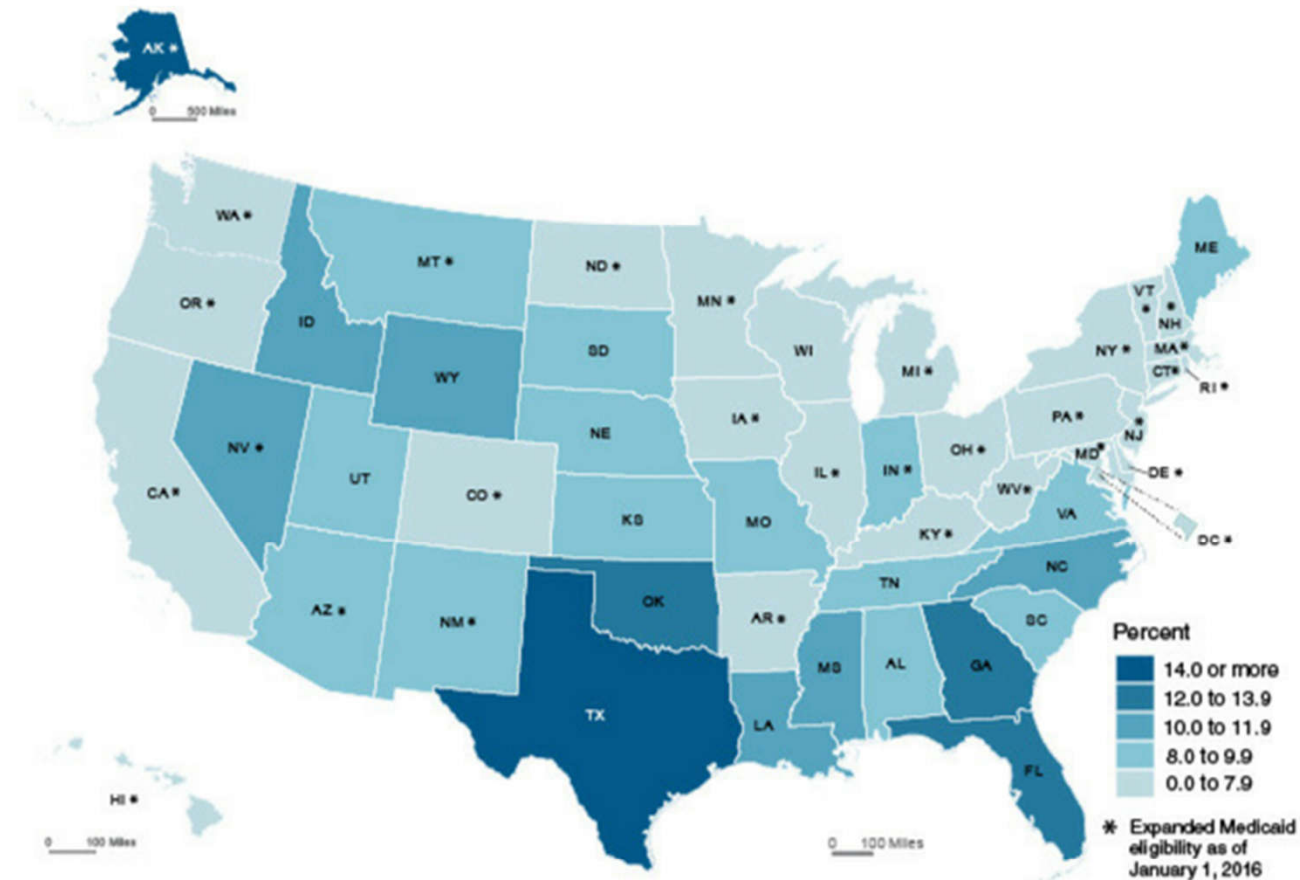 AK *
0 500 Miles
WA *
MT *
ND *
MN *
ME
VT
*
*
NH
OR *
ID
SD
WI
MI *
NY *
MA *
CT *
RI *
WY
NE
IA *
PA *
*
NJ
NV *
UT
CO *
IL *
IN *
OH *
MD *
DE *
WV *
CA *
KS
MO
KY *
VA
DC *
AZ *
NM *
OK
AR *
TN
NC
SC
TX
LA
MS
AL
GA
FL
HI *
0 100 Miles
0 100 Miles
Percent
14.0 or more
12.0 to 13.9
10.0 to 11.9
8.0 to 9.9
0.0 to 7.9
* Expanded Medicaid
eligibility as of
January 1, 2016